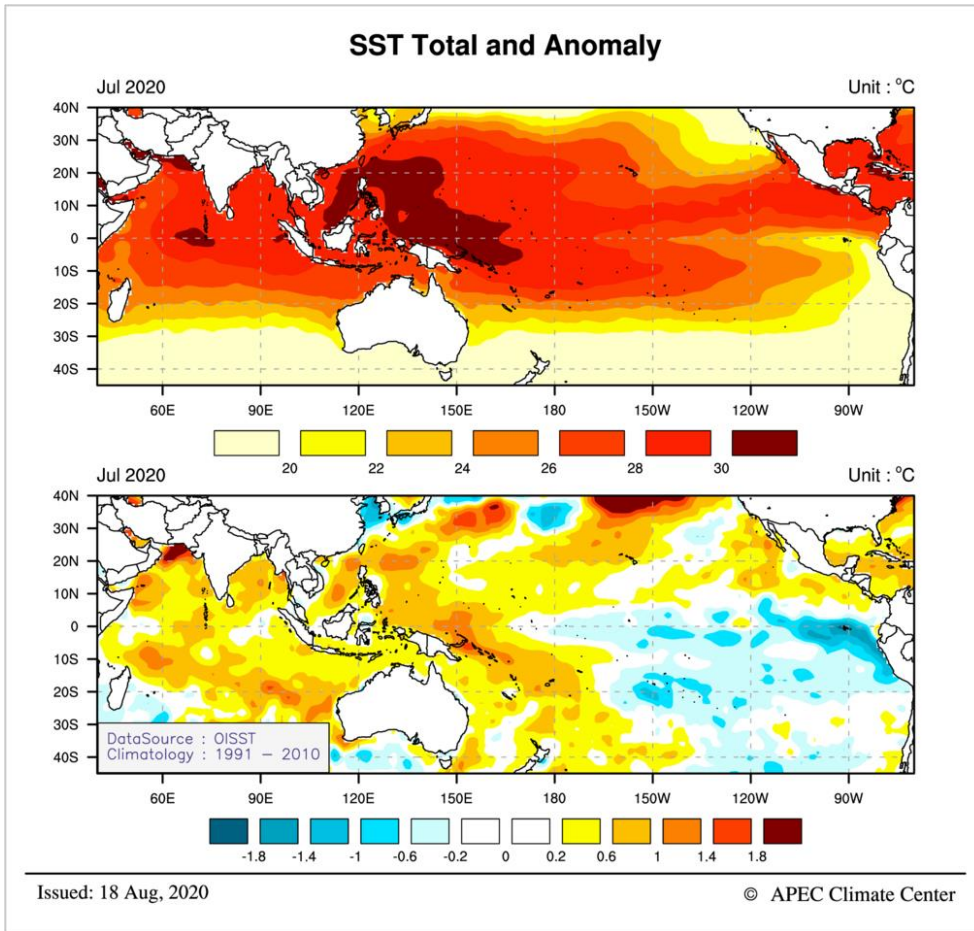 SST Total and Anomaly
Jul 2020 Unit : °C
40N
30N
20N
10N
0
10S
20S
30S
40S
60E 90E 120E 150E 180 150W 120W 90W
20 22 24 26 28 30
Jul 2020 Unit : °C
40N
30N
20N
10N
0
10S
20S
30S
40S
DataSource : OISST
Climatology : 1991 – 2010
60E 90E 120E 150E 180 150W 120W 90W
-1.8 -1.4 -1 -0.6 -0.2 0 0.2 0.6 1 1.4 1.8
Issued: 18 Aug, 2020 © APEC Climate Center